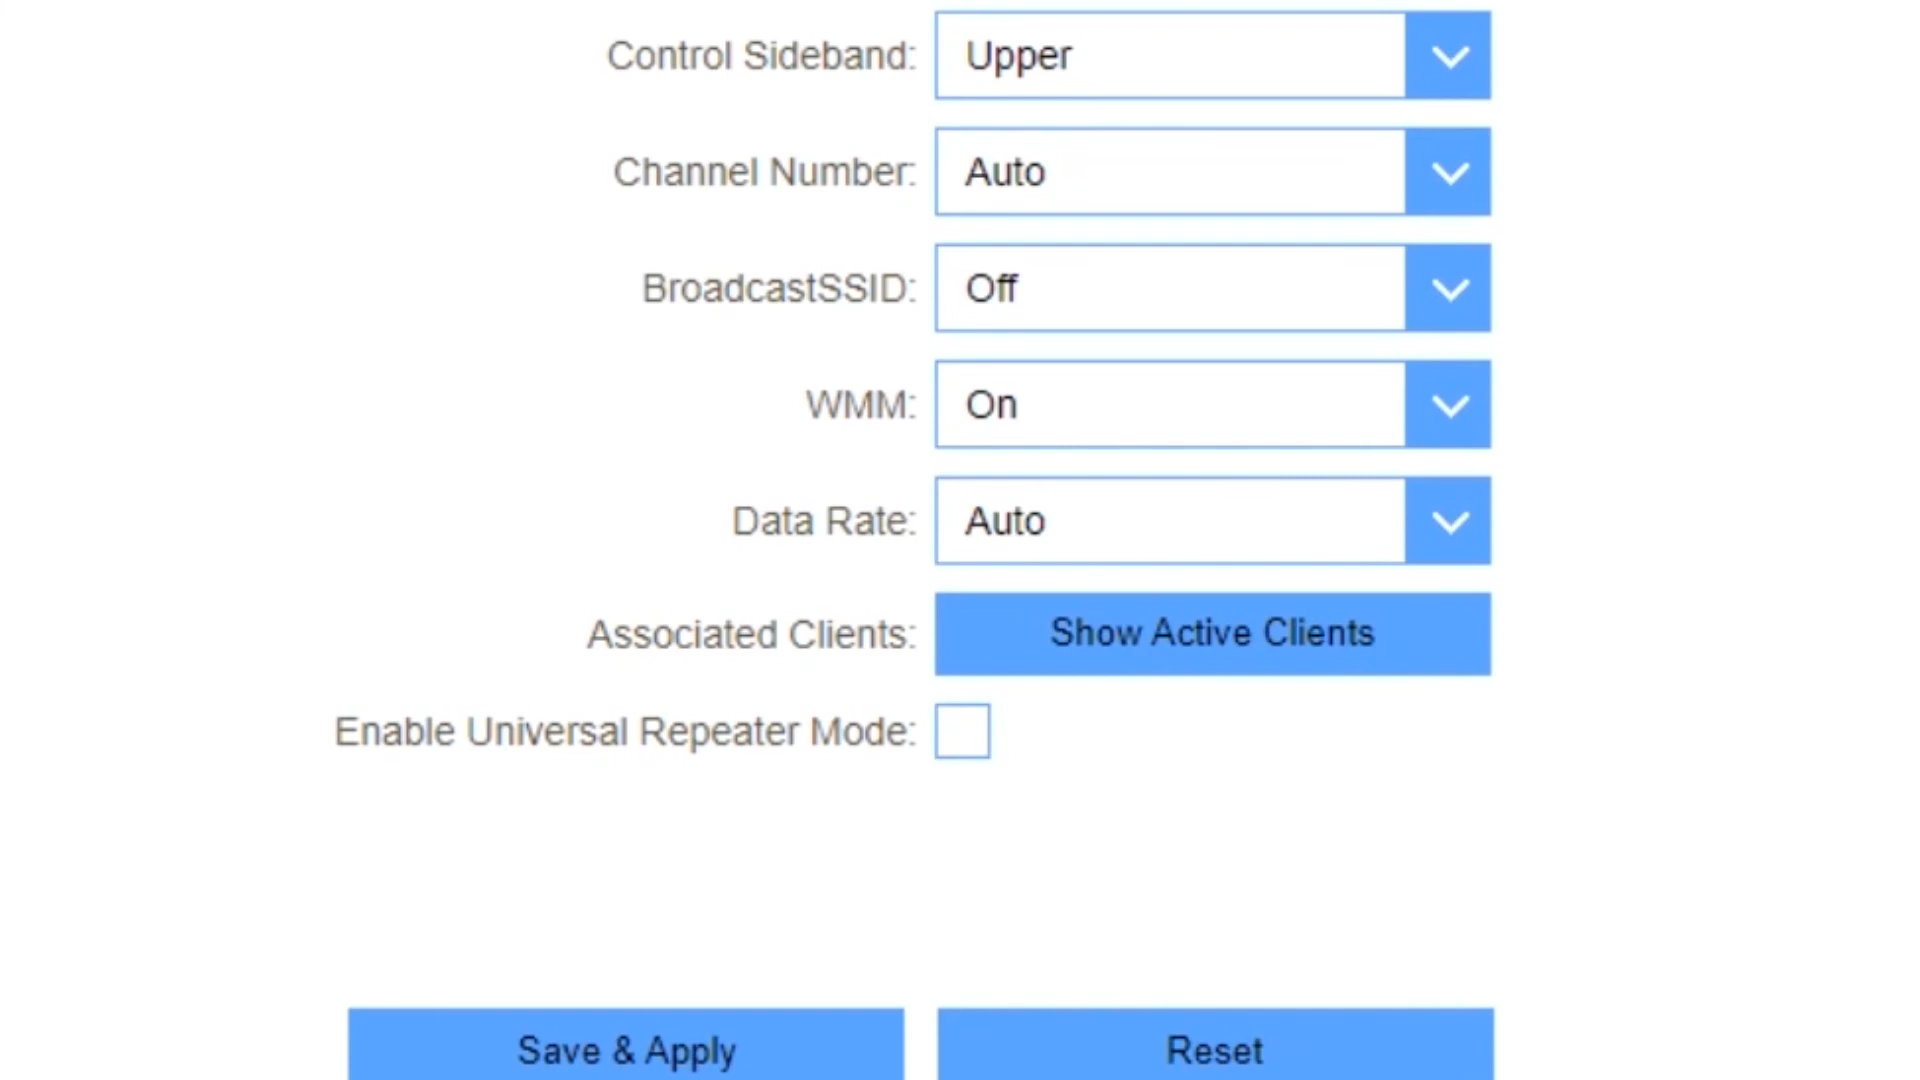 Control Sideband: Upper
Channel Number: Auto
BroadcastSSID: Off
WMM: On
Data Rate: Auto
Associated Clients: Show Active Clients
Enable Universal Repeater Mode:
Save & Apply Reset